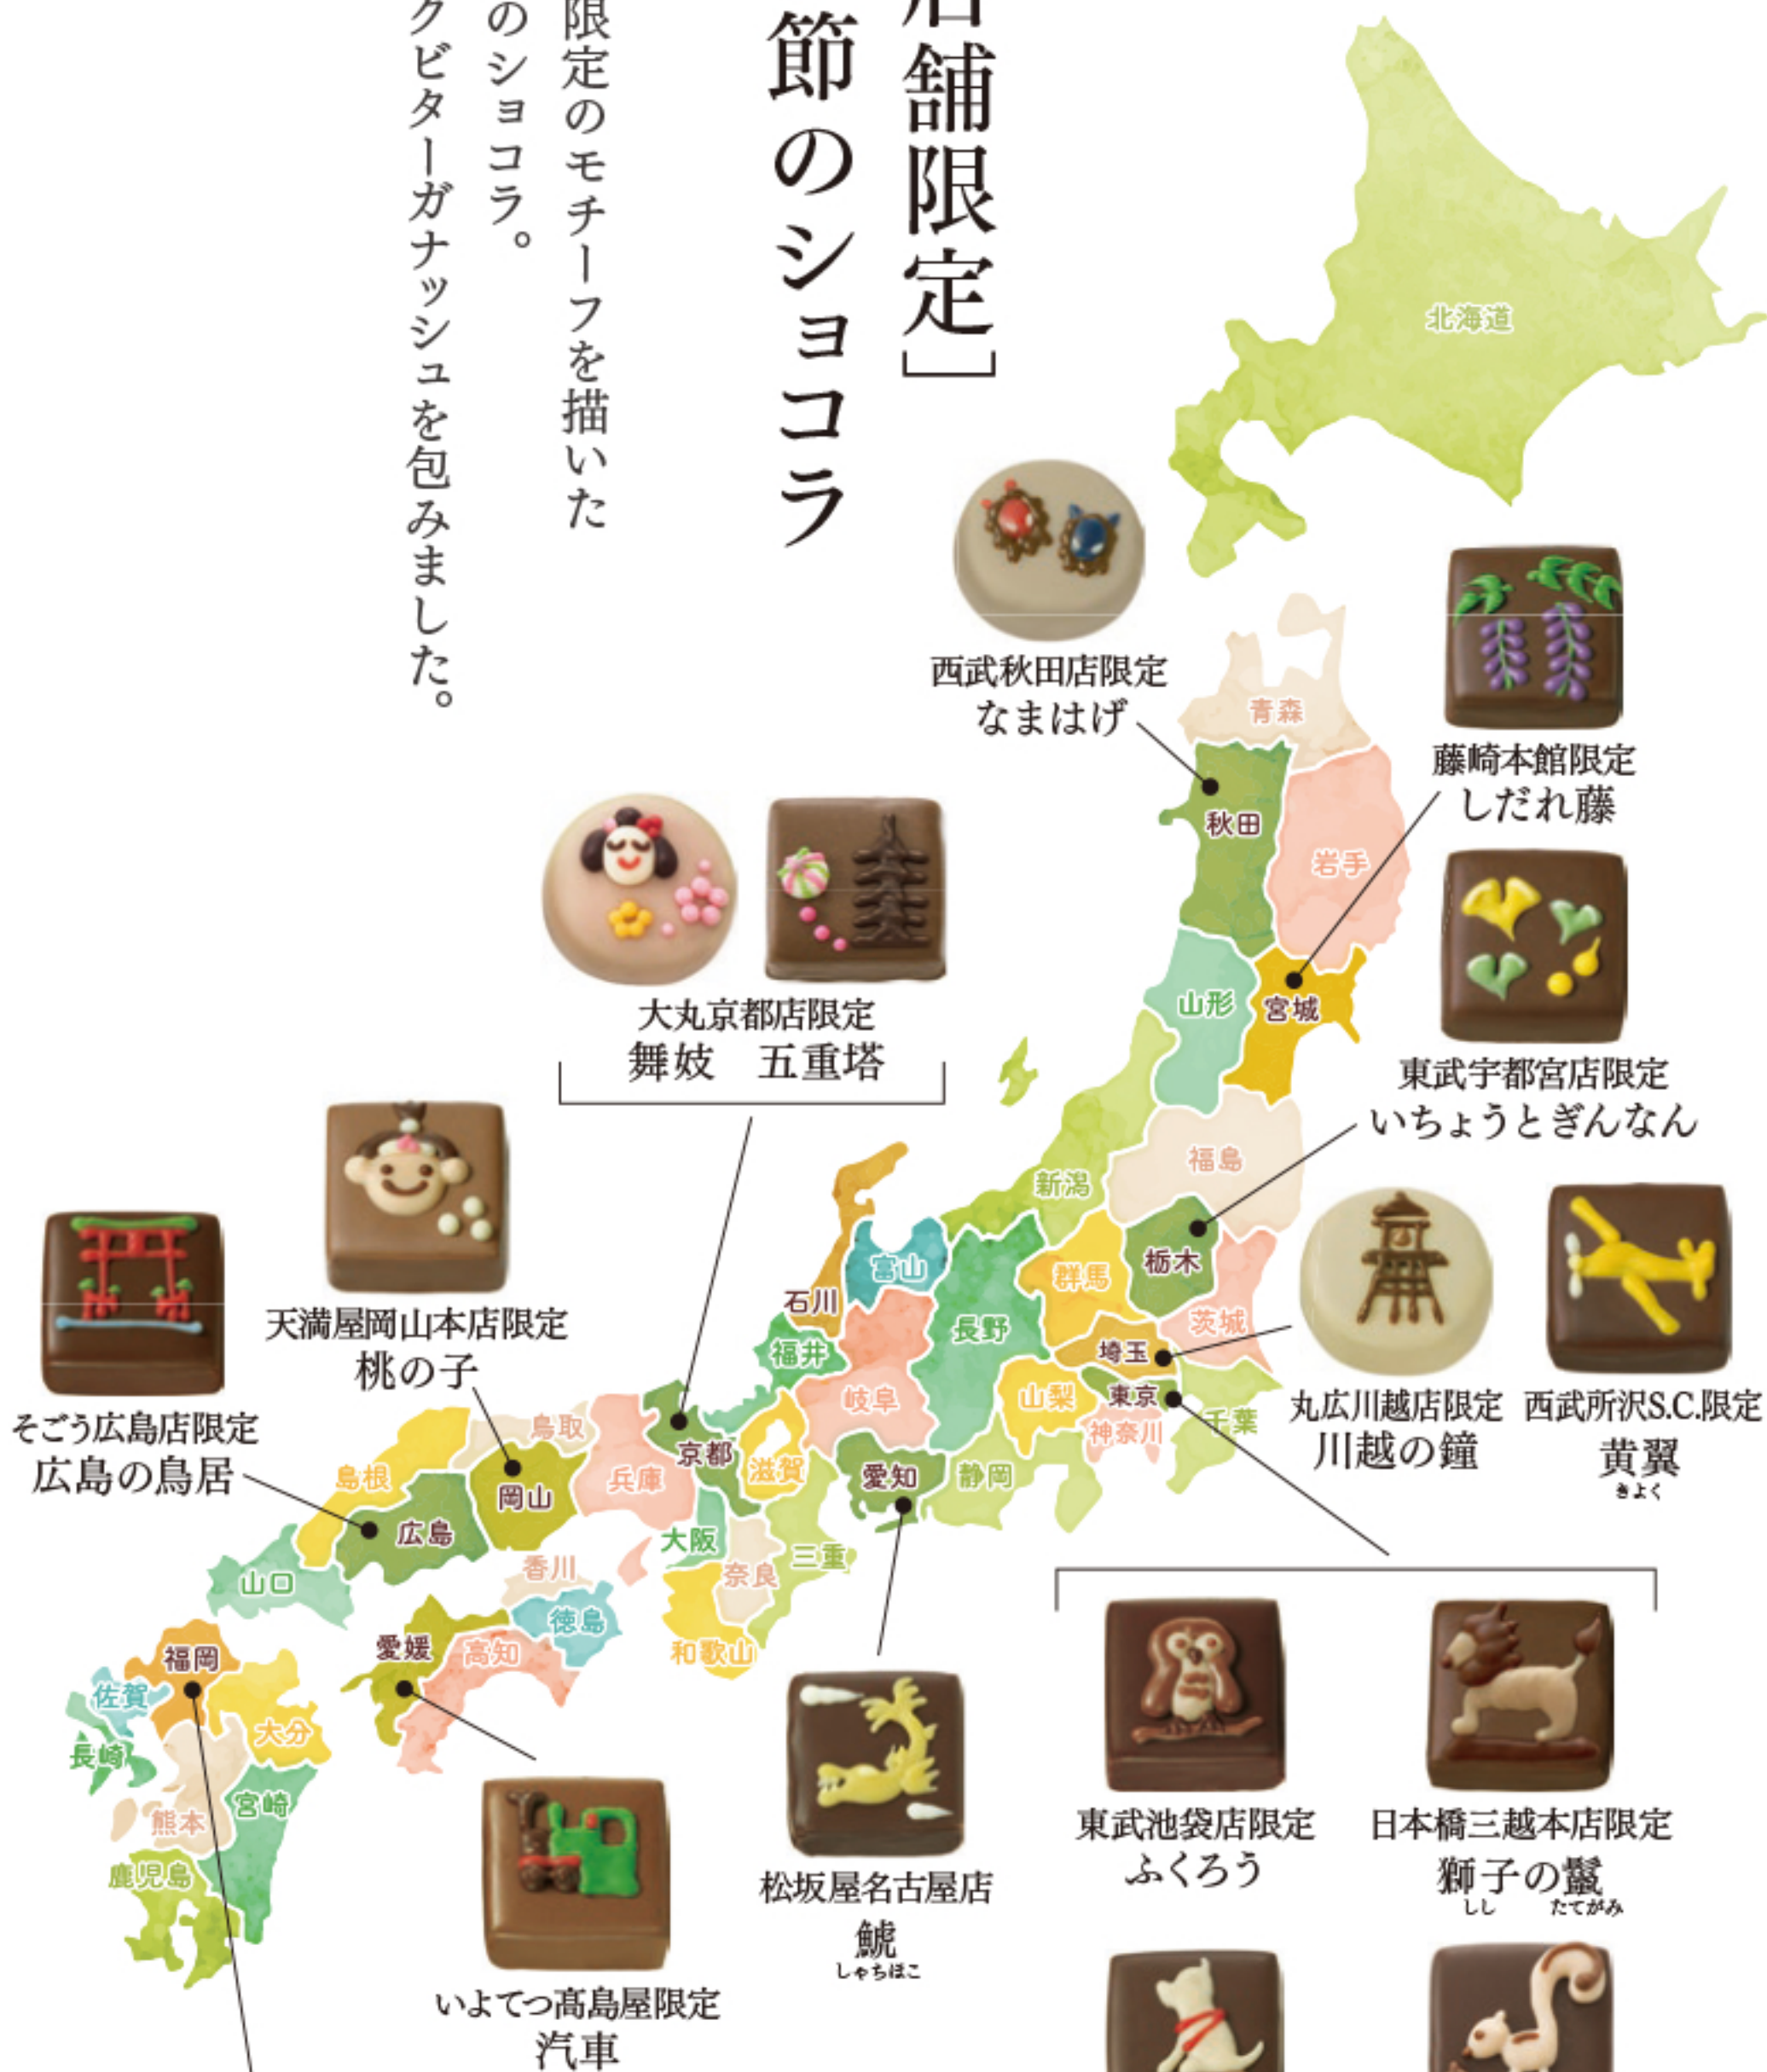 店舗限定］
節のショコラ
限定のモチーフを描いた
のショコラ。
クビターガナッシュを包みました。
北海道
西武秋田店限定
なまはげ
青森
藤崎本館限定
しだれ藤
秋田
岩手
山形
宮城
大丸京都店限定
舞妓　五重塔
東武宇都宮店限定
いちょうとぎんなん
福島
新潟
栃木
群馬
富山
石川
長野
茨城
福井
埼玉
天満屋岡山本店限定
桃の子
岐阜
山梨
東京
神奈川
千葉
丸広川越店限定
川越の鐘
西武所沢S.C.限定
黄翼
きよく
そごう広島店限定
広島の鳥居
鳥取
島根
岡山
兵庫
京都
滋賀
愛知
静岡
広島
大阪
奈良
三重
山口
香川
徳島
愛媛
高知
和歌山
福岡
佐賀
大分
長崎
熊本
宮崎
鹿児島
東武池袋店限定
ふくろう
日本橋三越本店限定
獅子の鬣
しし　たてがみ
松坂屋名古屋店
鯱
しゃちほこ
いよてつ髙島屋限定
汽車